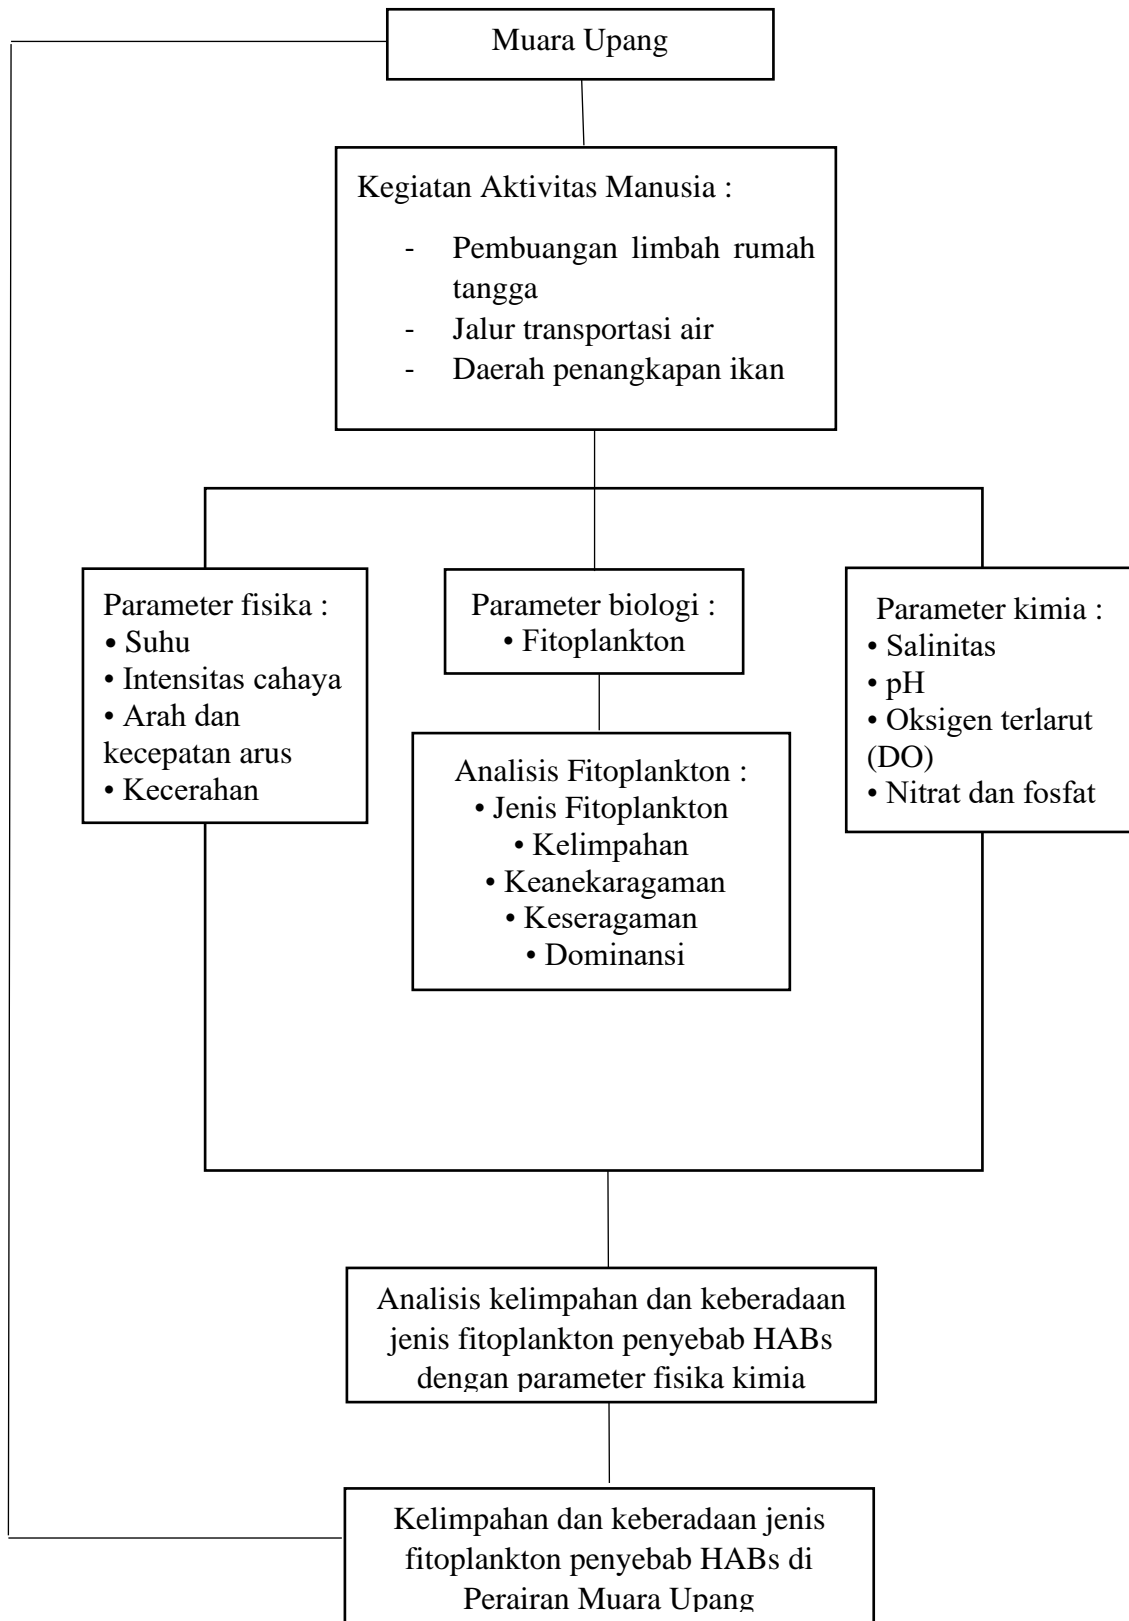 Muara Upang
Kegiatan Aktivitas Manusia :
- Pembuangan limbah rumah
tangga
- Jalur transportasi air
- Daerah penangkapan ikan
Parameter fisika :
• Suhu
• Intensitas cahaya
• Arah dan
kecepatan arus
• Kecerahan
Parameter biologi :
• Fitoplankton
Parameter kimia :
• Salinitas
• pH
• Oksigen terlarut
(DO)
• Nitrat dan fosfat
Analisis Fitoplankton :
• Jenis Fitoplankton
• Kelimpahan
• Keanekaragaman
• Keseragaman
• Dominansi
Analisis kelimpahan dan keberadaan
jenis fitoplankton penyebab HABs
dengan parameter fisika kimia
Kelimpahan dan keberadaan jenis
fitoplankton penyebab HABs di
Perairan Muara Upang